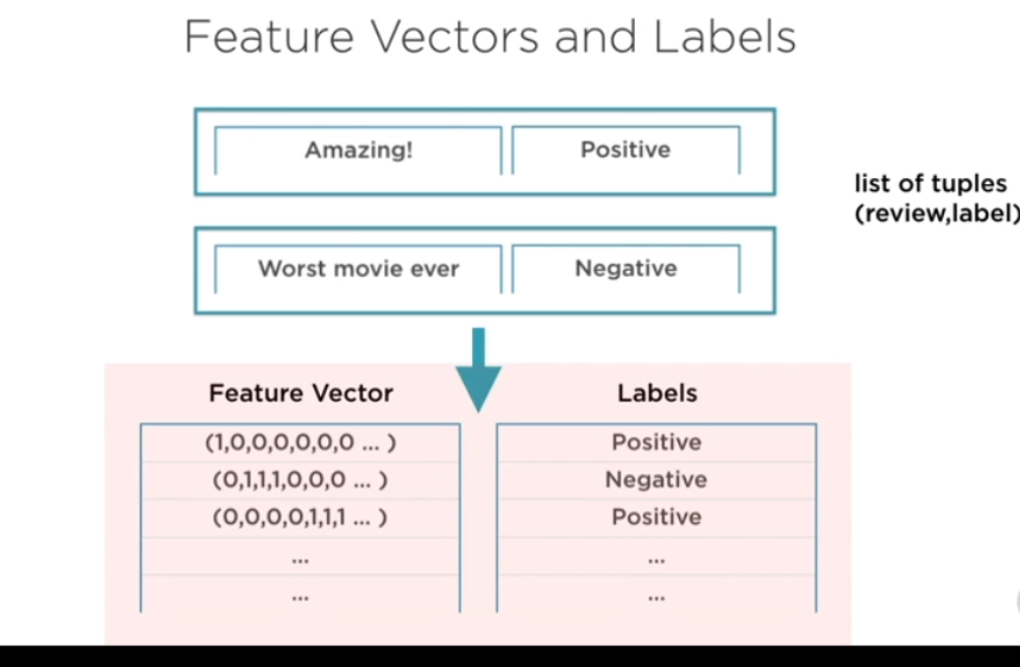 Feature Vectors and Labels
Amazing! Positive
list of tuples
(review,label)
Worst movie ever Negative
Feature Vector Labels
(1,0,0,0,0,0,0 ... ) Positive
(0,1,1,1,0,0,0 ... ) Negative
(0,0,0,0,1,1,1 ... ) Positive
... ...
... ...